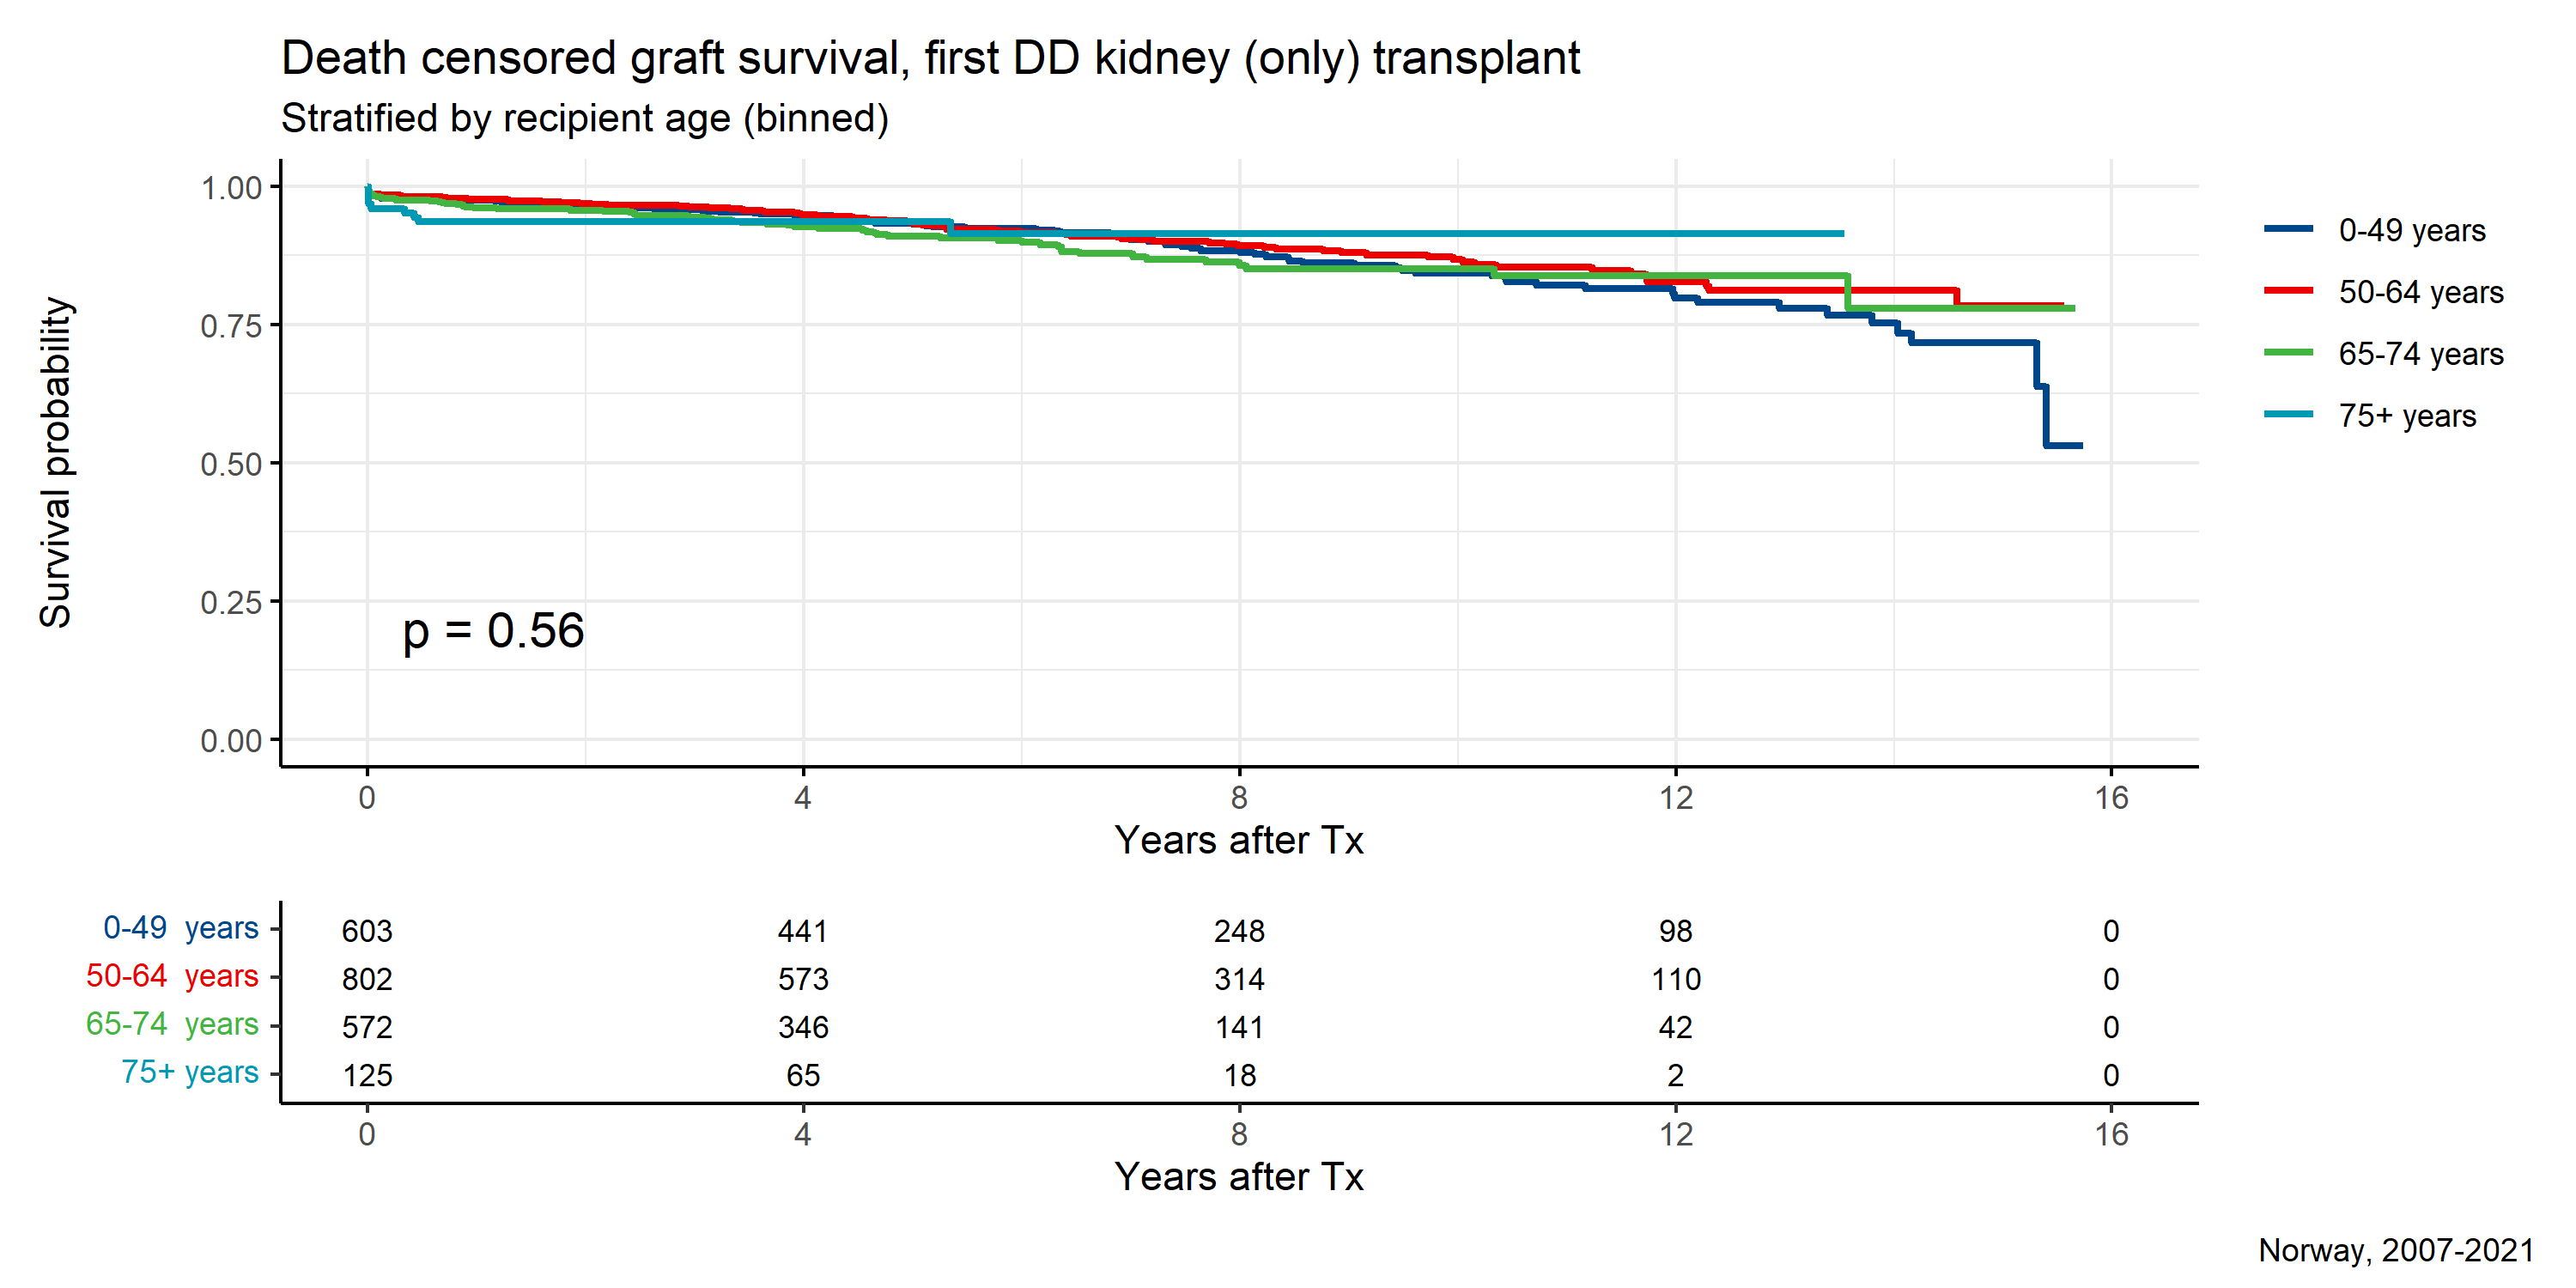 Death censored graft survival, first DD kidney (only) transplant
Stratified by recipient age (binned)
Survival probability
1.00
0.75
0.50
0.25
0.00
p = 0.56
0 4 8 12 16
Years after Tx
0-49 years
50-64 years
65-74 years
75+ years
0-49  years 603 441 248 98 0
50-64  years 802 573 314 110 0
65-74  years 572 346 141 42 0
75+ years 125 65 18 2 0
0 4 8 12 16
Years after Tx
Norway, 2007-2021